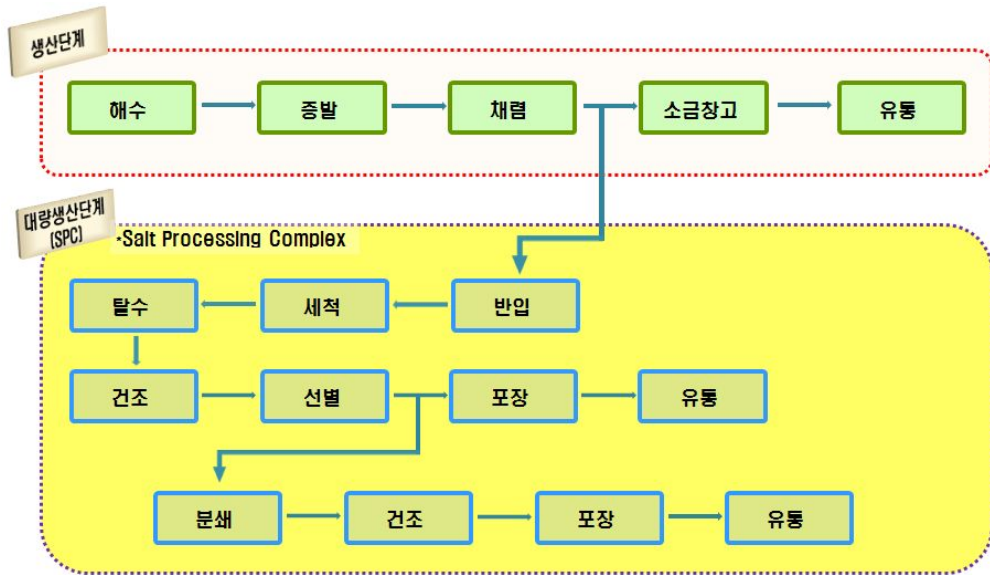 생산단계
해수
증발
채렴
소금창고
유통
대량생산단계
(SPC)
*Salt Processing Complex
탈수
세척
반입
건조
선별
포장
유통
분쇄
건조
포장
유통